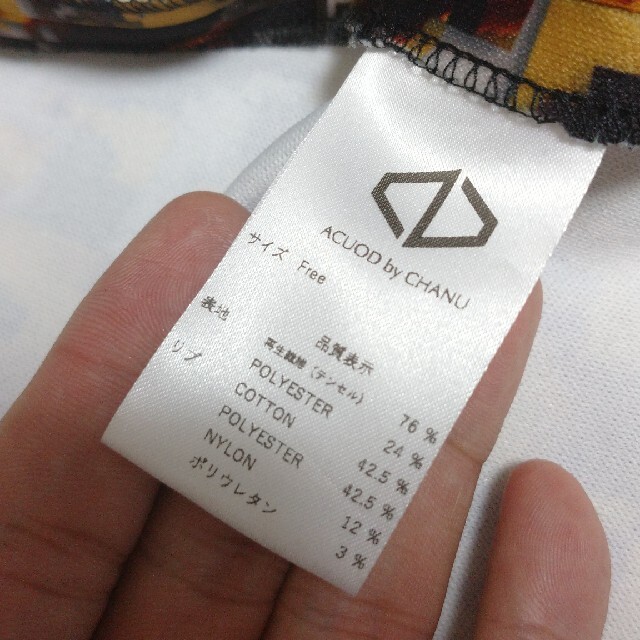 ACUOD by CHANU
サイズ Free
品質表示
表地 再生繊維(テンセル) 76 %
POLYESTER 24 %
リブ COTTON 42.5 %
POLYESTER 42.5 %
NYLON 12 %
ポリウレタン 3 %